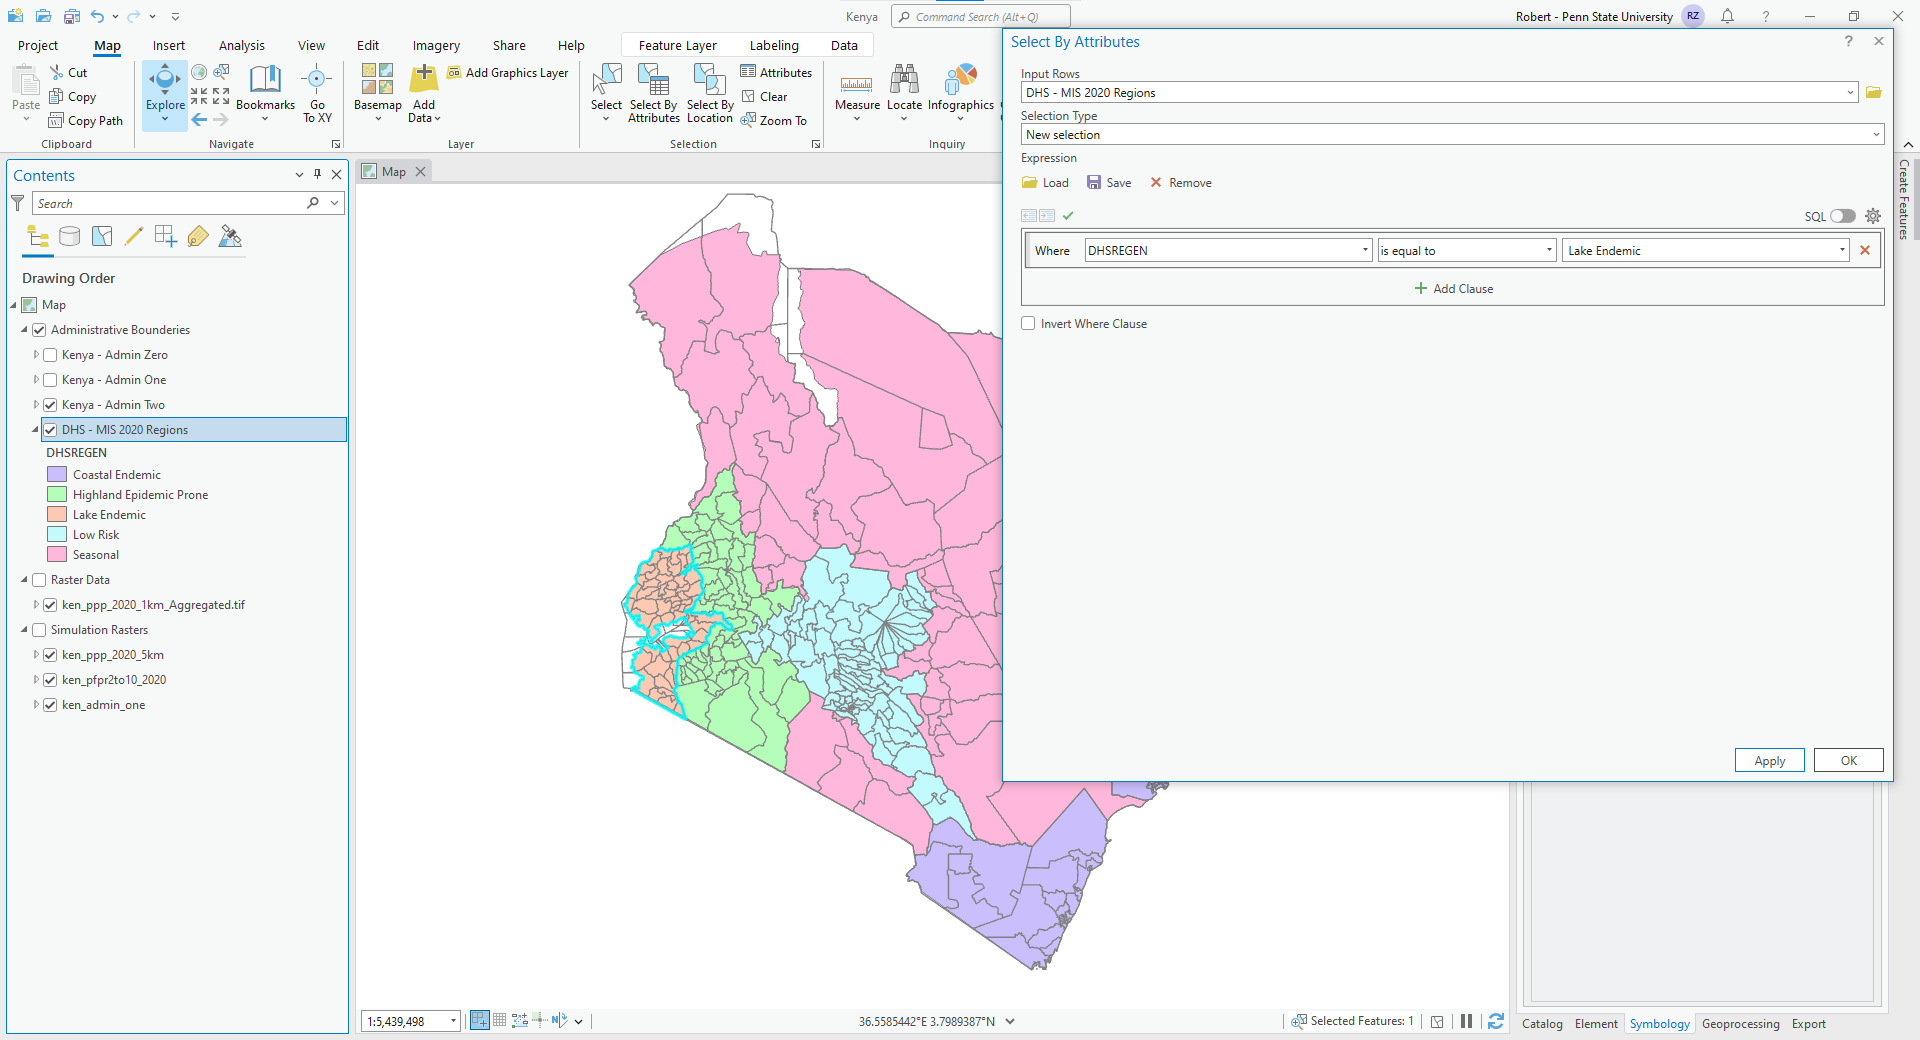 Kenya
Command Search (Alt+Q)
Robert - Penn State University
RZ
Project
Map
Insert
Analysis
View
Edit
Imagery
Share
Help
Feature Layer
Labeling
Data
Paste
Cut
Copy
Copy Path
Clipboard
Explore
Bookmarks
Go To XY
Navigate
Basemap
Add Data
Add Graphics Layer
Layer
Select
Select By Attributes
Select By Location
Attributes
Clear
Zoom To
Selection
Measure
Locate
Infographics
Inquiry
Select By Attributes
Input Rows
DHS - MIS 2020 Regions
Selection Type
New selection
Expression
Load
Save
Remove
SQL
Where
DHSREGEN
is equal to
Lake Endemic
Add Clause
Invert Where Clause
Apply
OK
Create Features
Contents
Search
Drawing Order
Map
Administrative Bounderies
Kenya - Admin Zero
Kenya - Admin One
Kenya - Admin Two
DHS - MIS 2020 Regions
DHSREGEN
Coastal Endemic
Highland Epidemic Prone
Lake Endemic
Low Risk
Seasonal
Raster Data
ken_ppp_2020_1km_Aggregated.tif
Simulation Rasters
ken_ppp_2020_5km
ken_pfpr2to10_2020
ken_admin_one
Map
1:5,439,498
36.5585442°E 3.7989387°N
Selected Features: 1
Catalog
Element
Symbology
Geoprocessing
Export